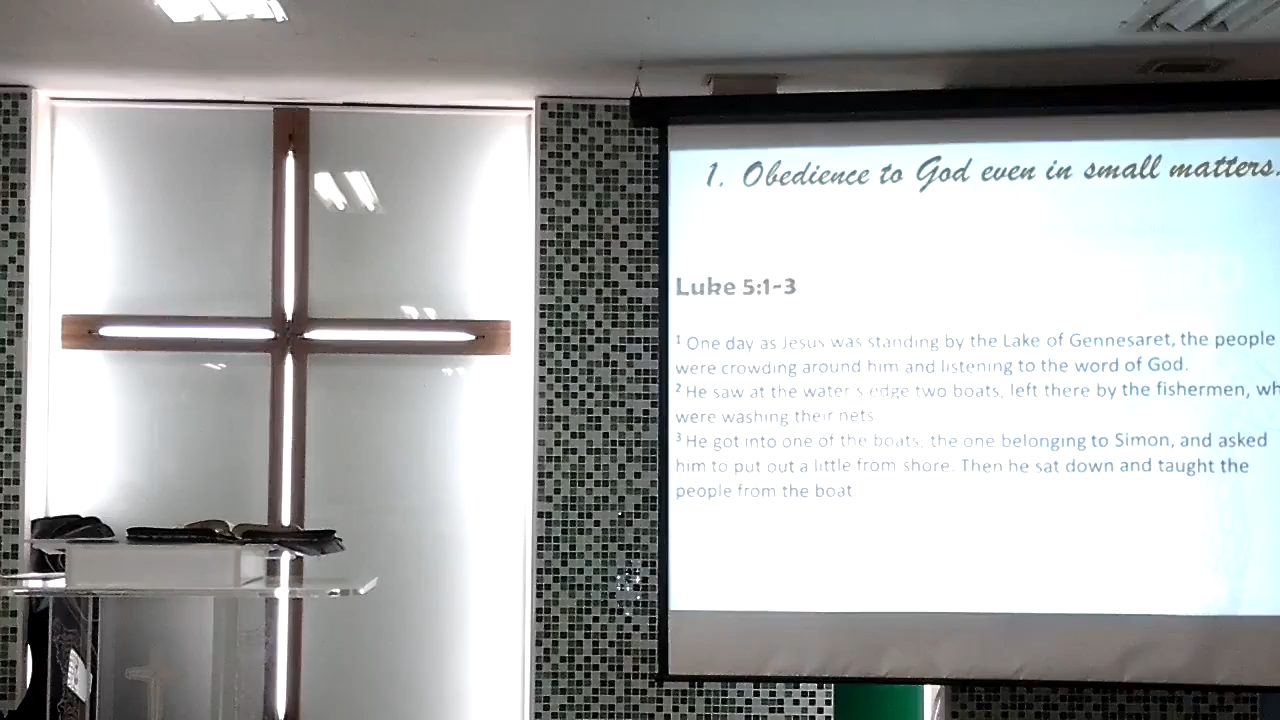 1. Obedience to God even in small matters.
Luke 5:1-3
1 One day as Jesus was standing by the Lake of Gennesaret, the people
were crowding around him and listening to the word of God.
2 He saw at the water s edge two boats, left there by the fishermen, wh
were washing their nets
3 He got into one of the boats, the one belonging to Simon, and asked
him to put out a little from shore. Then he sat down and taught the
people from the boat